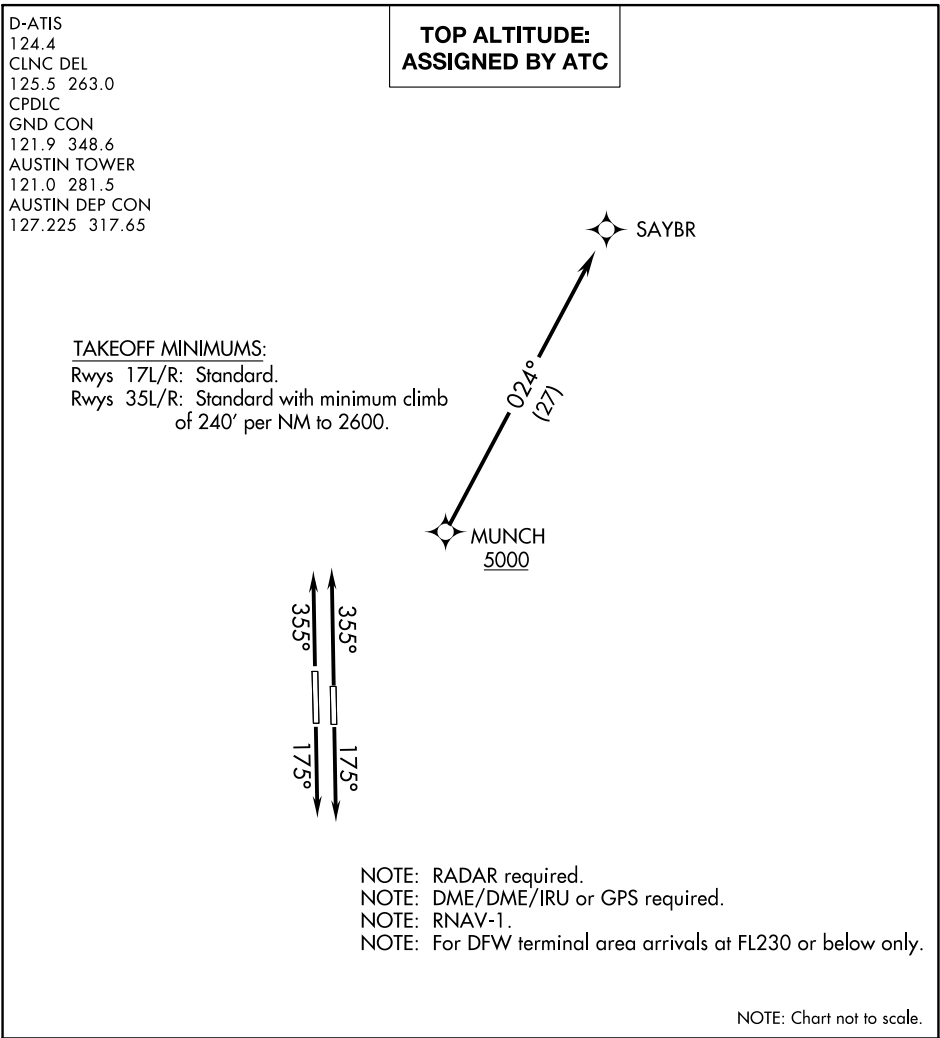 D-ATIS
124.4
CLNC DEL
125.5 263.0
CPDLC
GND CON
121.9 348.6
AUSTIN TOWER
121.0 281.5
AUSTIN DEP CON
127.225 317.65
TOP ALTITUDE:
ASSIGNED BY ATC
SAYBR
TAKEOFF MINIMUMS:
Rwys 17L/R: Standard.
Rwys 35L/R: Standard with minimum climb
of 240' per NM to 2600.
024°
(27)
MUNCH
5000
355°
355°
175°
175°
NOTE: RADAR required.
NOTE: DME/DME/IRU or GPS required.
NOTE: RNAV-1.
NOTE: For DFW terminal area arrivals at FL230 or below only.
NOTE: Chart not to scale.